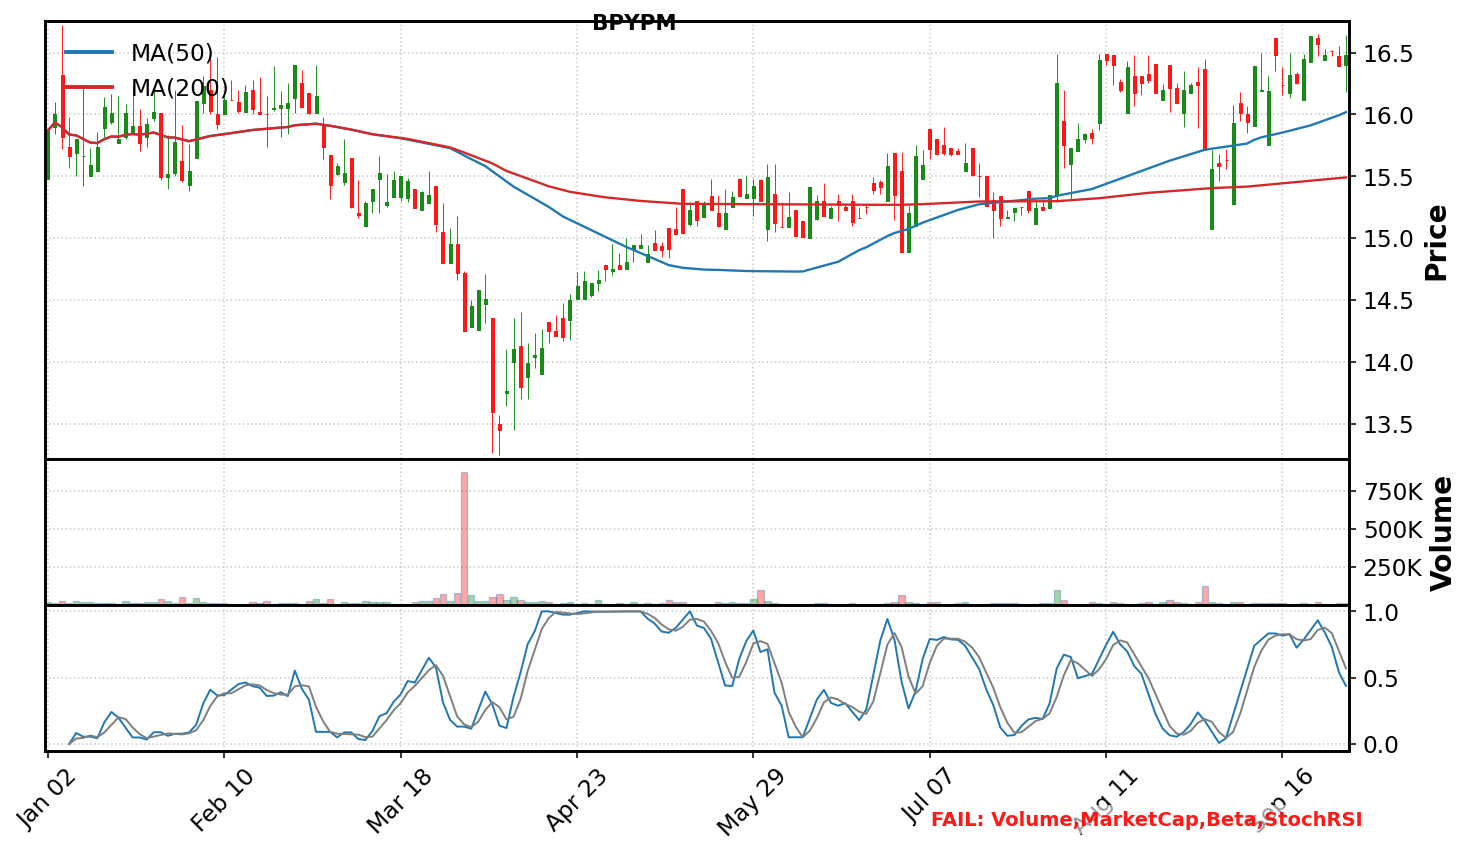 BPYPM
MA(50)
MA(200)
16.5
16.0
15.5
15.0
14.5
14.0
13.5
Price
750K
500K
250K
Volume
1.0
0.5
0.0
Jan 02
Feb 10
Mar 18
Apr 23
May 29
Jul 07
Aug 11
Sep 16
FAIL: Volume,MarketCap,Beta,StochRSI